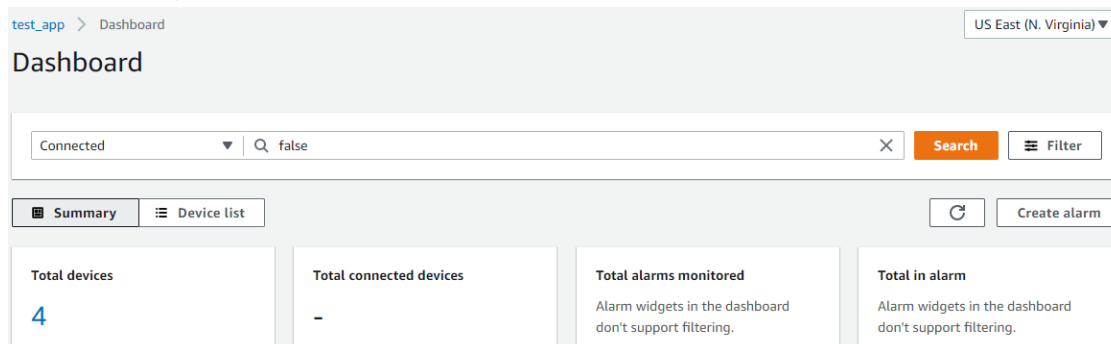 test_app > Dashboard
US East (N. Virginia)
Dashboard
Connected
false
Search
Filter
Summary
Device list
Create alarm
Total devices
4
Total connected devices
-
Total alarms monitored
Alarm widgets in the dashboard
don't support filtering.
Total in alarm
Alarm widgets in the dashboard
don't support filtering.